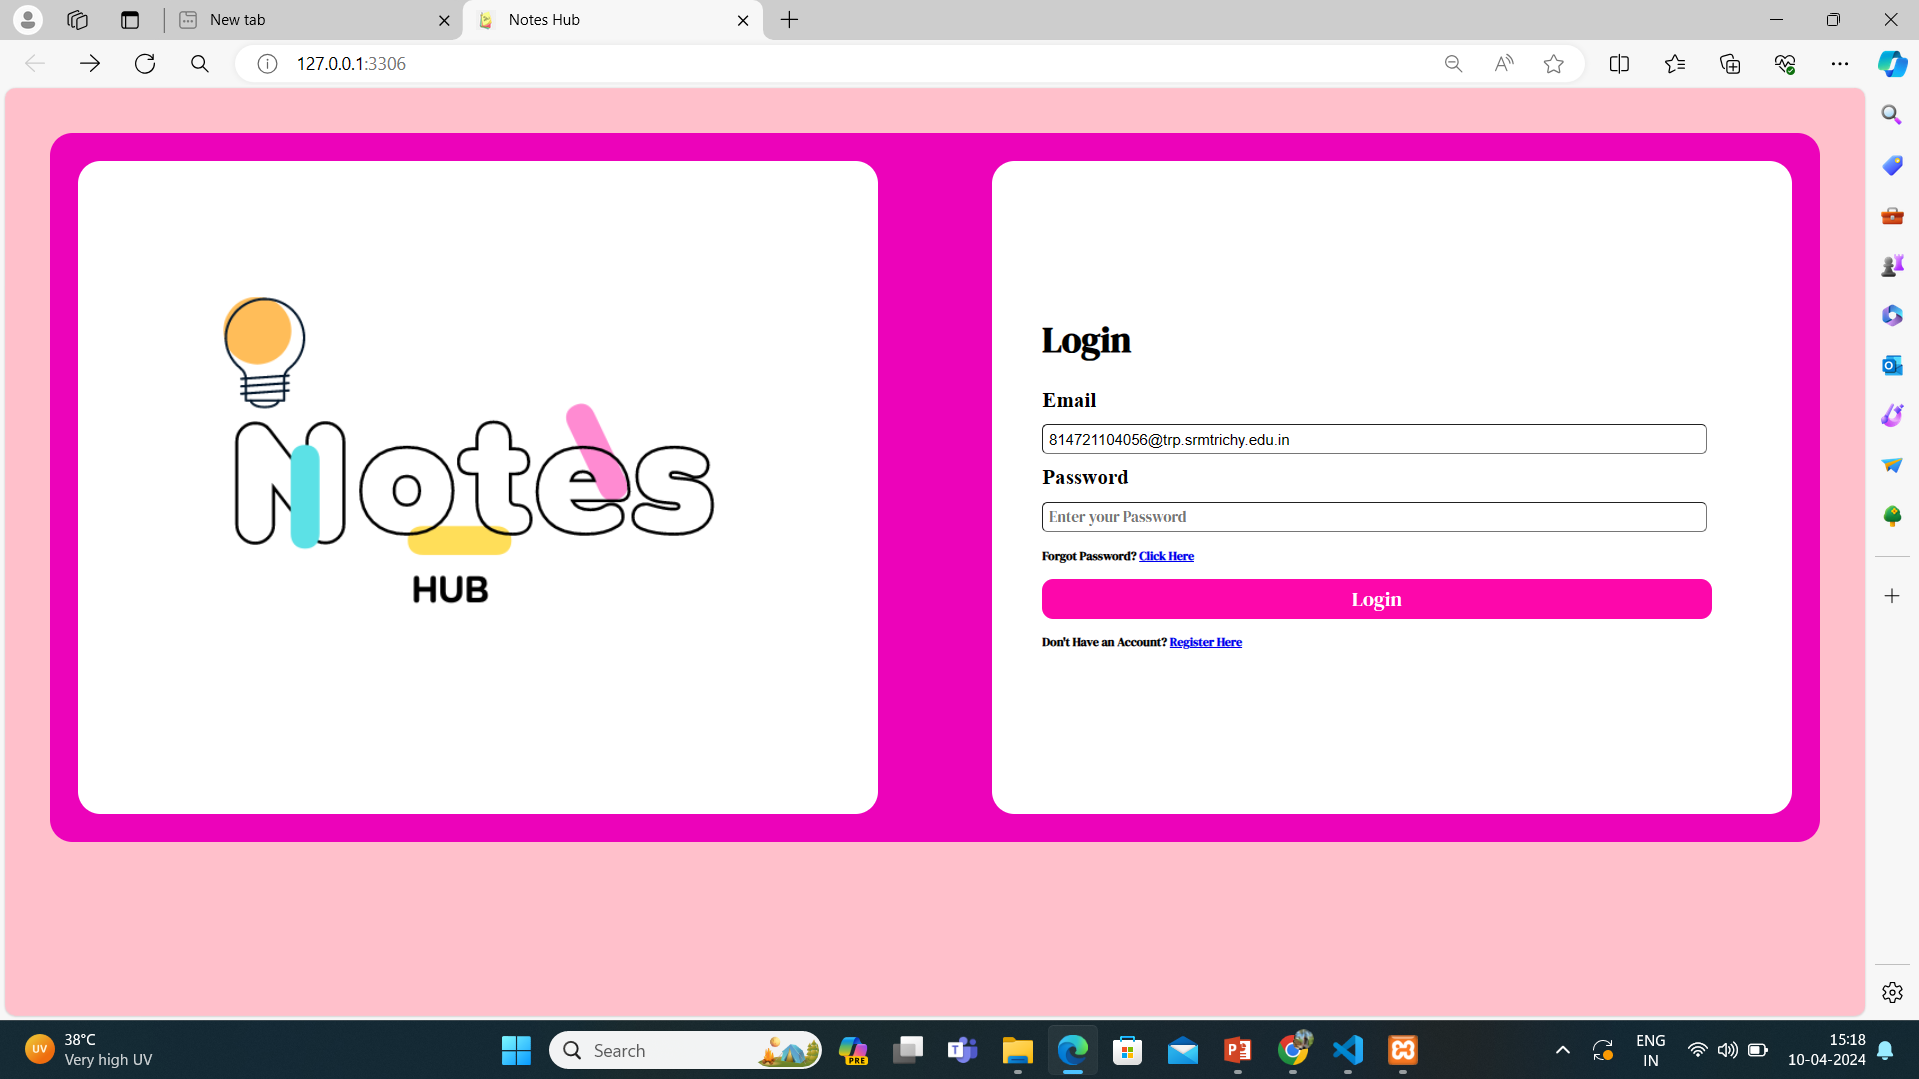 New tab
Notes Hub
127.0.0.1:3306
Notes
HUB
Login
Email
814721104056@trp.srmtrichy.edu.in
Password
Enter your Password
Forgot Password? Click Here
Login
Don't Have an Account? Register Here
UV
38°C
Very high UV
Search
PRE
ENG
IN
15:18
10-04-2024